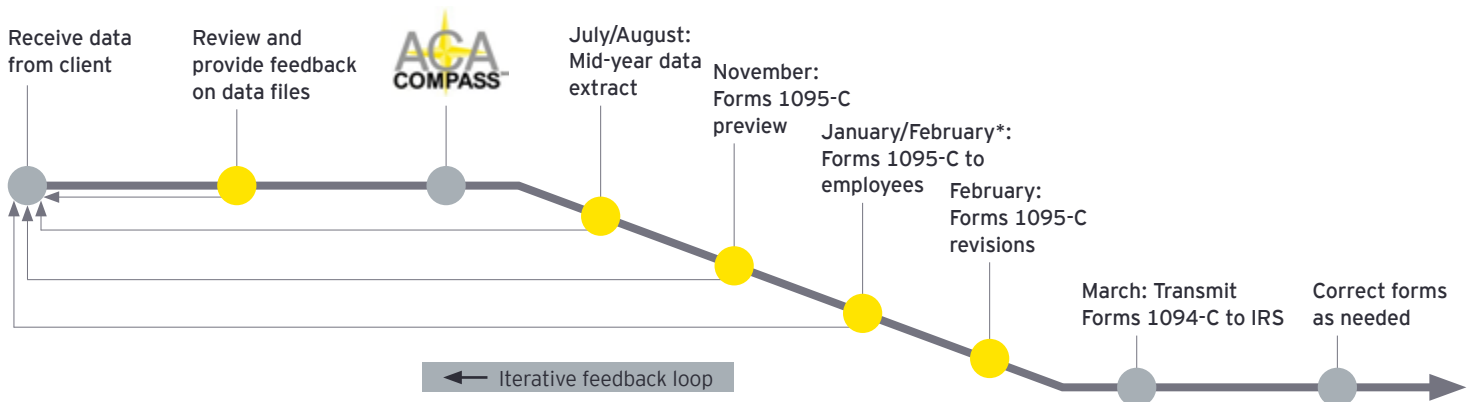 Receive data
from client
Review and
provide feedback
on data files
ACA
COMPASS
July/August:
Mid-year data
extract
November:
Forms 1095-C
preview
January/February*:
Forms 1095-C to
employees
February:
Forms 1095-C
revisions
March: Transmit
Forms 1094-C to IRS
Correct forms
as needed
Iterative feedback loop